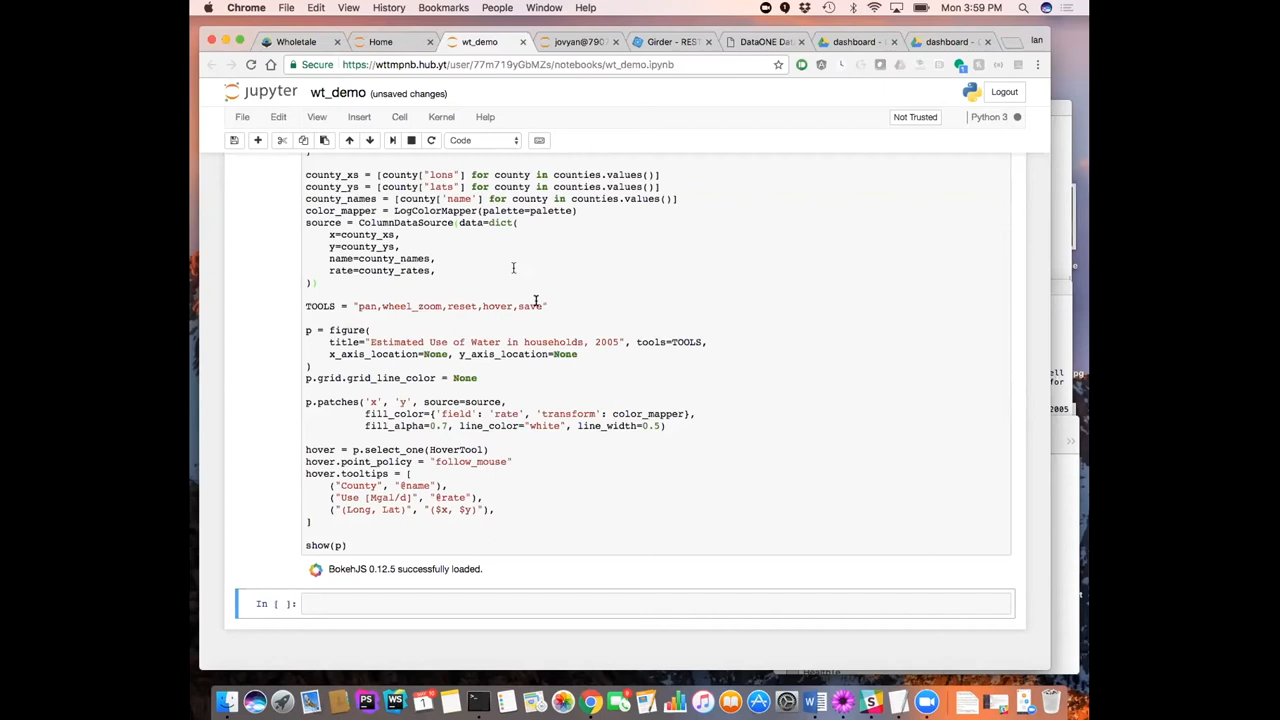 Chrome File Edit View History Bookmarks People Window Help
Mon 3:59 PM
Wholetale
Home
wt_demo
jovyan@790
Girder - REST
DataONE Dat
dashboard -
dashboard -
Ian
Secure https://wttmpnb.hub.yt/user/77m719yGbMZs/notebooks/wt_demo.ipynb
jupyter wt_demo (unsaved changes)
Logout
File Edit View Insert Cell Kernel Help
Not Trusted
Python 3
Code
county_xs = [county["lons"] for county in counties.values()]
county_ys = [county["lats"] for county in counties.values()]
county_names = [county['name'] for county in counties.values()]
color_mapper = LogColorMapper(palette=palette)
source = ColumnDataSource(data=dict(
x=county_xs,
y=county_ys,
name=county_names,
rate=county_rates,
))
TOOLS = "pan,wheel_zoom,reset,hover,save"
p = figure(
title="Estimated Use of Water in households, 2005", tools=TOOLS,
x_axis_location=None, y_axis_location=None
)
p.grid.grid_line_color = None
p.patches('x', 'y', source=source,
fill_color={'field': 'rate', 'transform': color_mapper},
fill_alpha=0.7, line_color="white", line_width=0.5)
hover = p.select_one(HoverTool)
hover.point_policy = "follow_mouse"
hover.tooltips = [
("County", "@name"),
("Use [Mgal/d]", "@rate"),
("(Long, Lat)", "($x, $y)"),
]
show(p)
BokehJS 0.12.5 successfully loaded.
In [ ]:
ell
for
2005